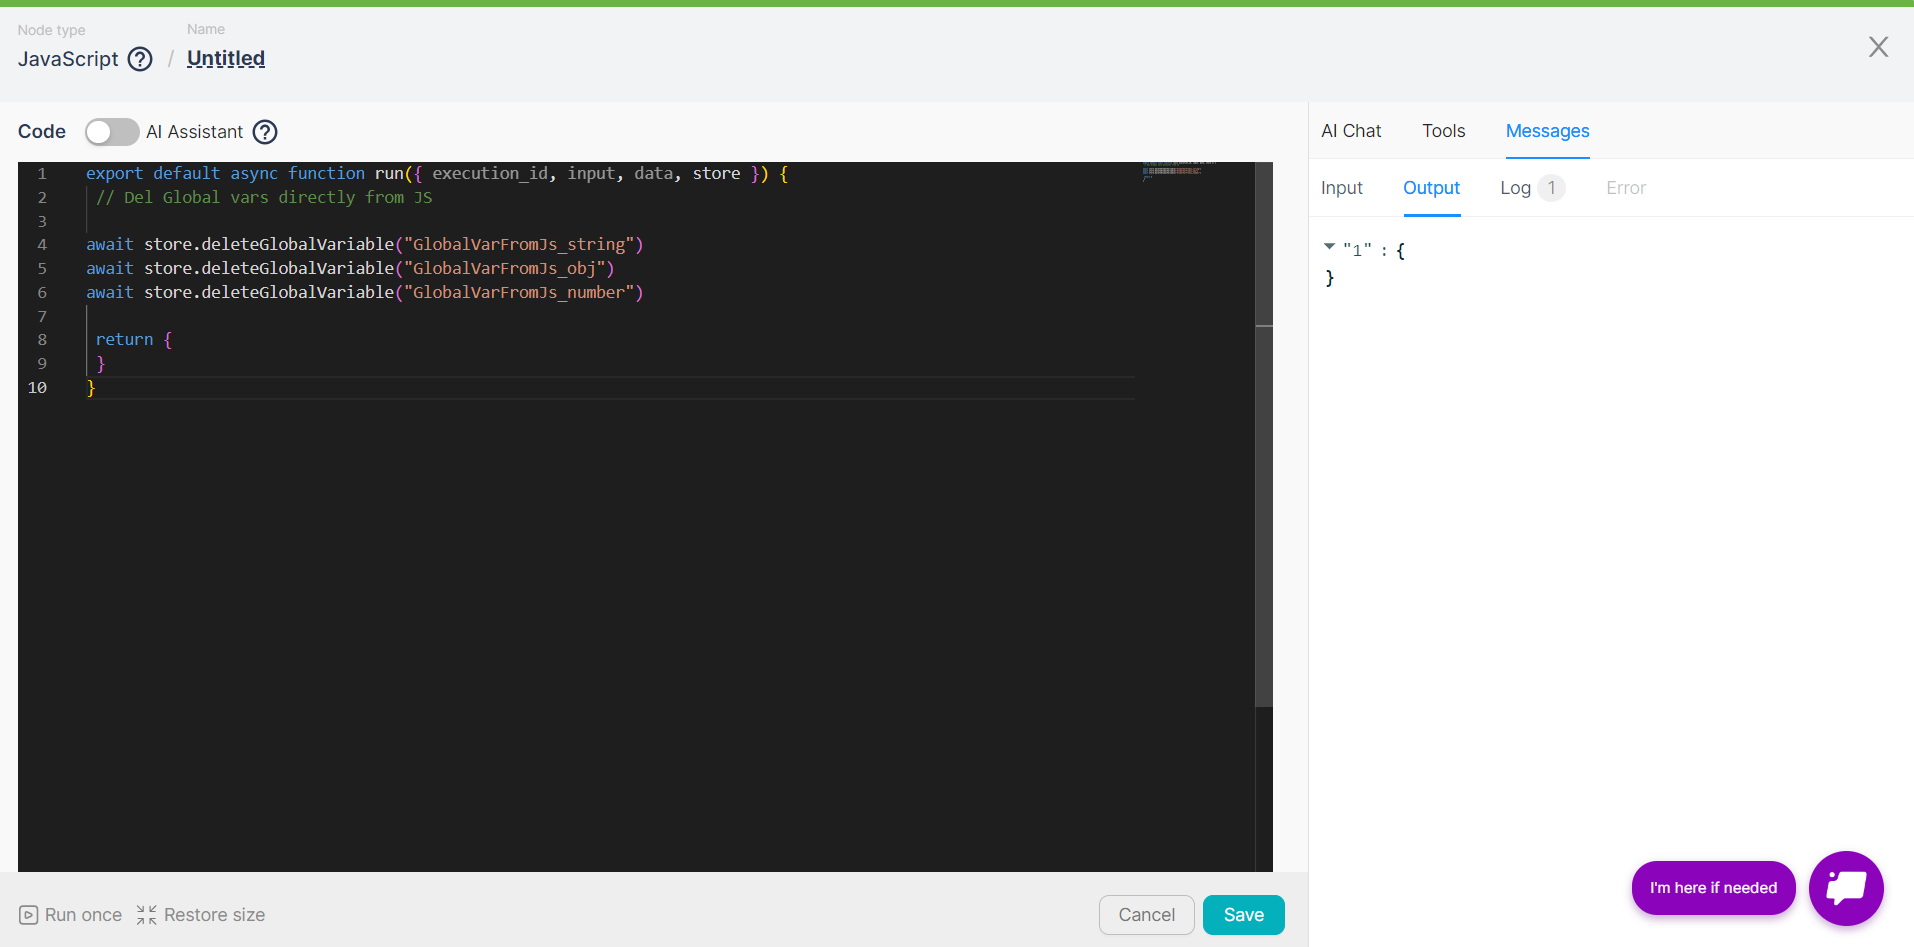 Node type
Name
JavaScript ? / Untitled
X
Code AI Assistant ?
1 export default async function run({ execution_id, input, data, store }) {
2 // Del Global vars directly from JS
3
4 await store.deleteGlobalVariable("GlobalVarFromJs_string")
5 await store.deleteGlobalVariable("GlobalVarFromJs_obj")
6 await store.deleteGlobalVariable("GlobalVarFromJs_number")
7
8 return {
9 }
10 }
Run once Restore size
Cancel Save
AI Chat Tools Messages
Input Output Log 1 Error
"1" : {
}
I'm here if needed